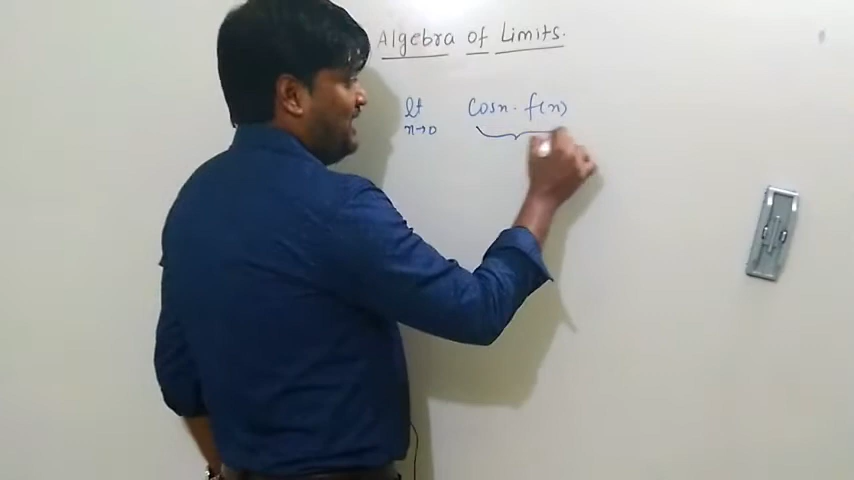 Algebra of Limits.
lt cosx. f(x)
x→0